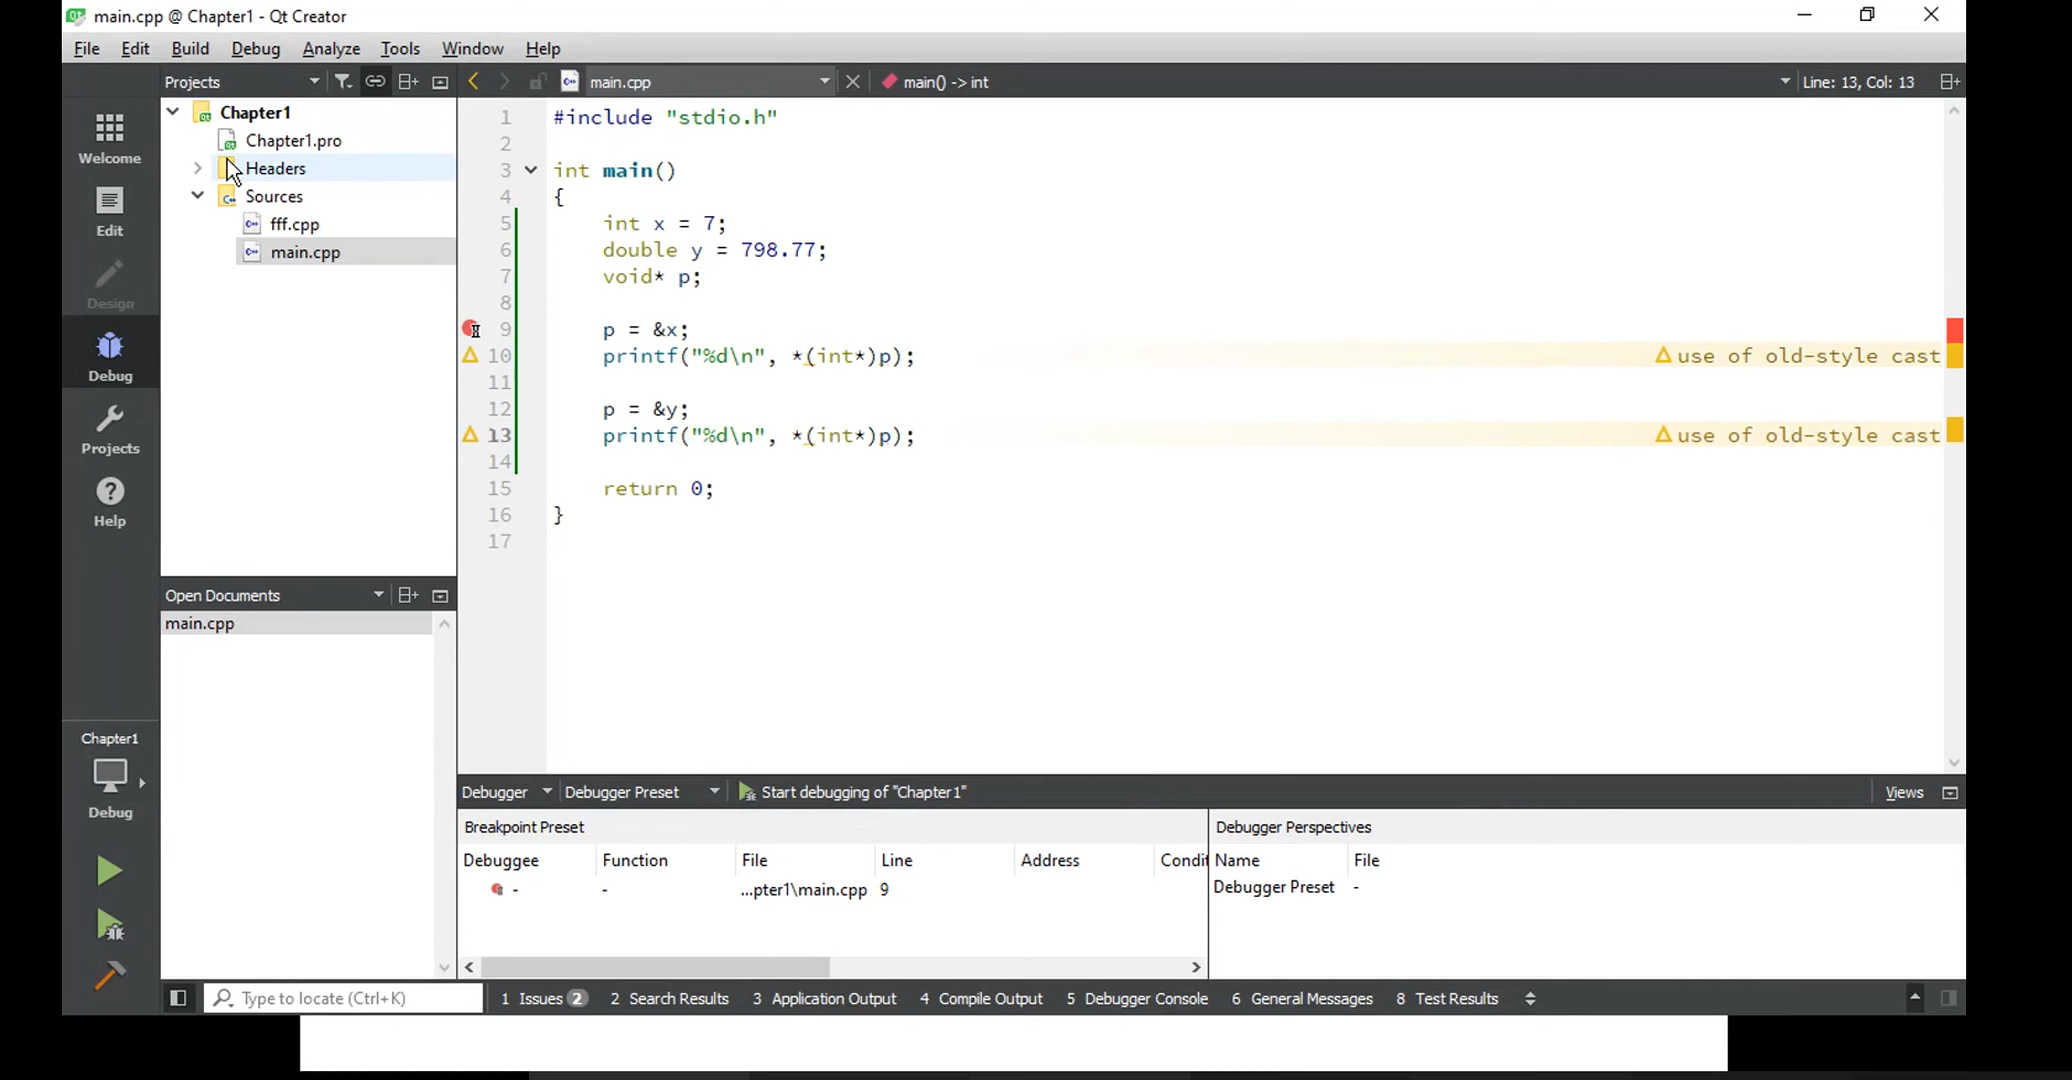 main.cpp @ Chapter1 - Qt Creator
File Edit Build Debug Analyze Tools Window Help
Projects main.cpp main() -> int Line: 13, Col: 13
Welcome
Edit
Design
Debug
Projects
Help
Chapter1
Debug
Chapter1
Chapter1.pro
Headers
Sources
fff.cpp
main.cpp
Open Documents
main.cpp
1 #include "stdio.h"
2
3 int main()
4 {
5 int x = 7;
6 double y = 798.77;
7 void* p;
8
9 p = &x;
10 printf("%d\n", *(int*)p); use of old-style cast
11
12 p = &y;
13 printf("%d\n", *(int*)p); use of old-style cast
14
15 return 0;
16 }
17
Debugger Debugger Preset Start debugging of "Chapter1" Views
Breakpoint Preset
Debuggee Function File Line Address Condit
- - ...pter1\main.cpp 9
Debugger Perspectives
Name File
Debugger Preset -
Type to locate (Ctrl+K) 1 Issues 2 2 Search Results 3 Application Output 4 Compile Output 5 Debugger Console 6 General Messages 8 Test Results